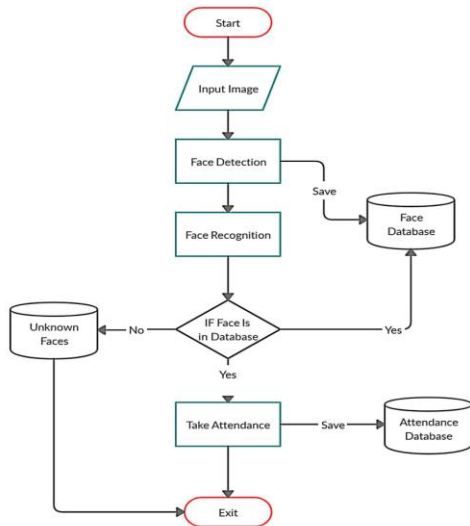 Start
Input Image
Face Detection
Save
Face
Database
Face Recognition
Unknown
Faces
No
IF Face Is
in Database
Yes
Yes
Take Attendance
Save
Attendance
Database
Exit